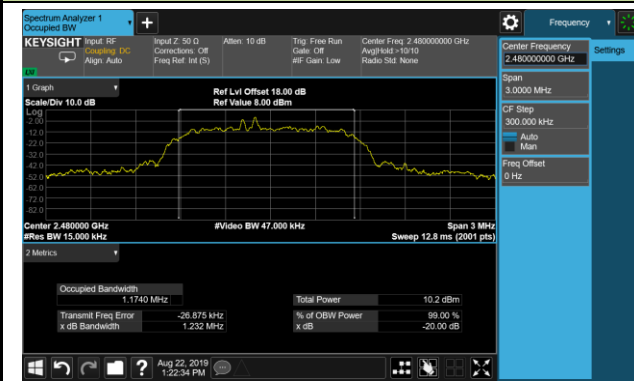 Spectrum Analyzer 1
Occupied BW
+
Frequency
KEYSIGHT
Input: RF
Coupling: DC
Align: Auto
Input Z: 50 Ω
Corrections: Off
Freq Ref: Int (S)
Atten: 10 dB
Trig: Free Run
Gate: Off
#IF Gain: Low
Center Freq: 2.480000000 GHz
Avg|Hold:>10/10
Radio Std: None
Center Frequency
2.480000000 GHz
Settings
Span
3.0000 MHz
CF Step
300.000 kHz
Auto
Man
Freq Offset
0 Hz
1 Graph
Scale/Div 10.0 dB
Ref Lvl Offset 18.00 dB
Ref Value 8.00 dBm
Log
-2.00
-12.0
-22.0
-32.0
-42.0
-52.0
-62.0
-72.0
-82.0
Center 2.480000 GHz
#Res BW 15.000 kHz
#Video BW 47.000 kHz
Span 3 MHz
Sweep 12.8 ms (2001 pts)
2 Metrics
Occupied Bandwidth
1.1740 MHz
Total Power 10.2 dBm
Transmit Freq Error -26.875 kHz
% of OBW Power 99.00 %
x dB Bandwidth 1.232 MHz
x dB -20.00 dB
?
Aug 22, 2019
1:22:34 PM